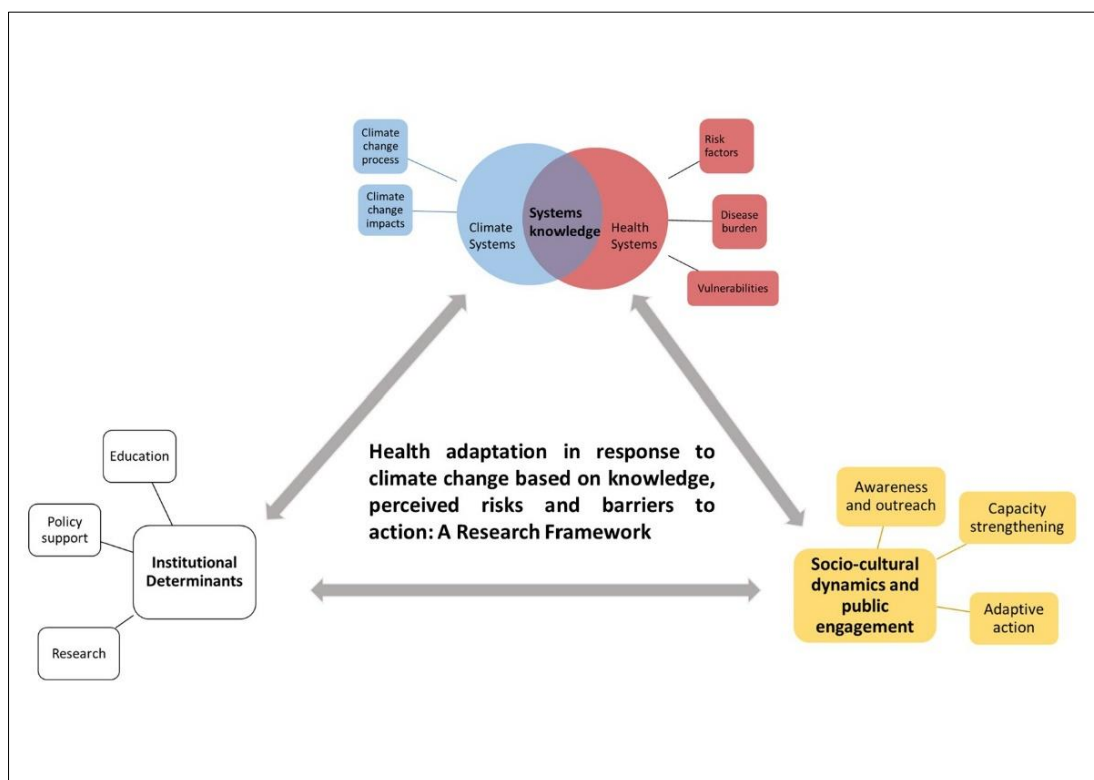 Climate
change
process
Climate
change
impacts
Climate
Systems
Systems
knowledge
Health
Systems
Risk
factors
Disease
burden
Vulnerabilities
Health adaptation in response to
climate change based on knowledge,
perceived risks and barriers to
action: A Research Framework
Education
Policy
support
Institutional
Determinants
Research
Awareness
and outreach
Capacity
strengthening
Socio-cultural
dynamics and
public
engagement
Adaptive
action